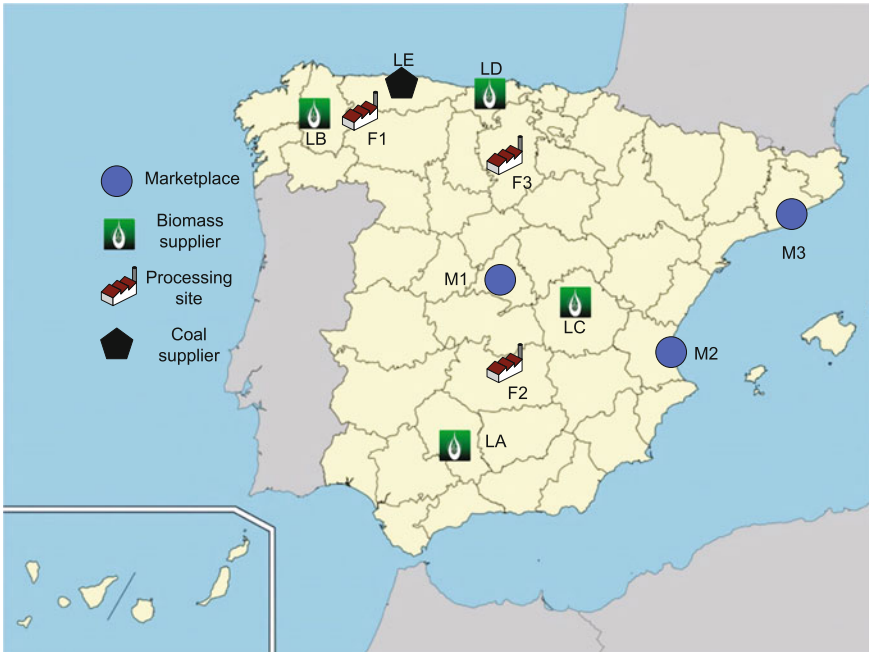 LE
LD
LB
F1
F3
Marketplace
Biomass
supplier
M3
Processing
site
M1
LC
Coal
supplier
M2
F2
LA